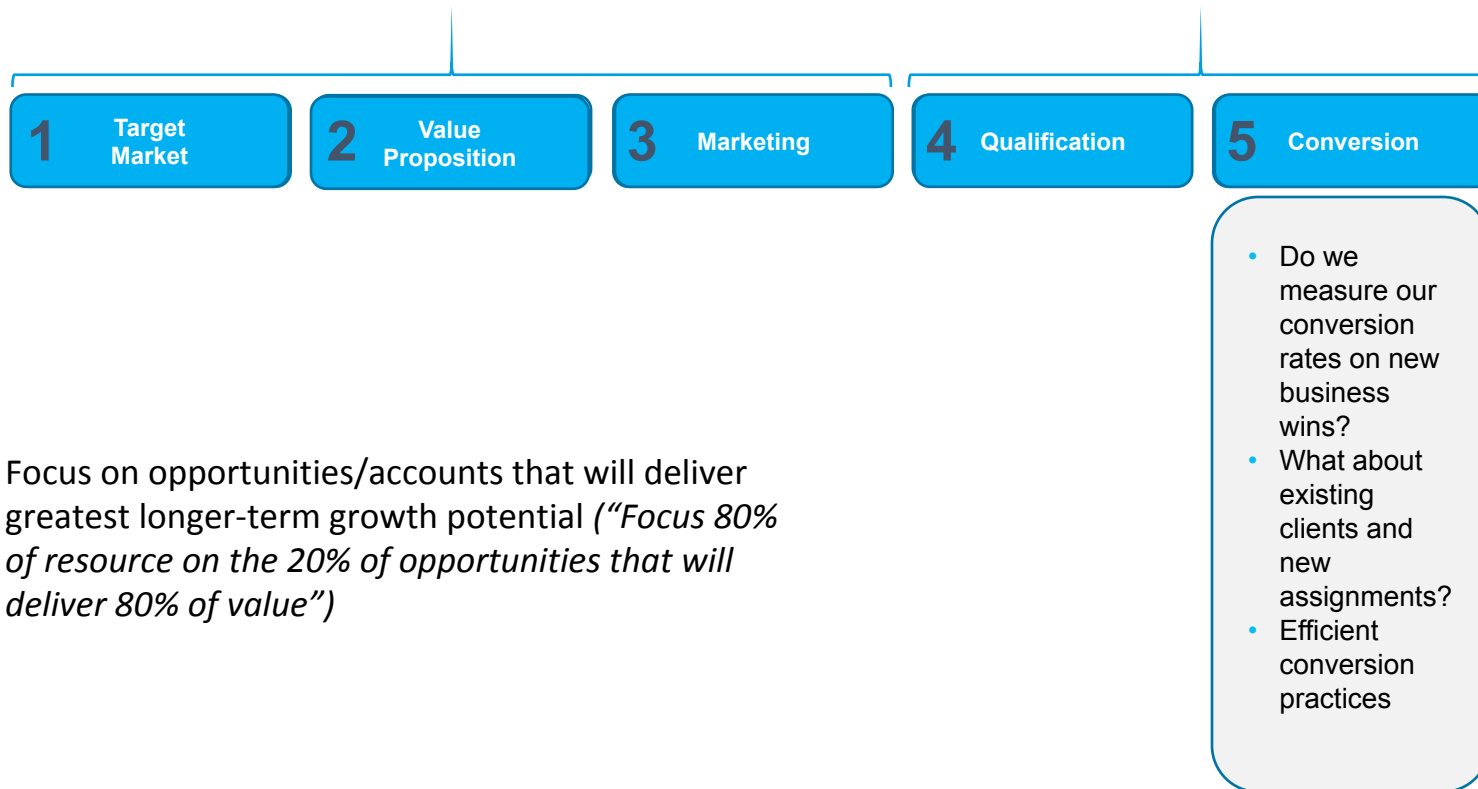 1
Target
Market
2
Value
Proposition
3
Marketing
4
Qualification
5
Conversion
• Do we
measure our
conversion
rates on new
business
wins?
• What about
existing
clients and
new
assignments?
• Efficient
conversion
practices
Focus on opportunities/accounts that will deliver
greatest longer-term growth potential (“Focus 80%
of resource on the 20% of opportunities that will
deliver 80% of value”)